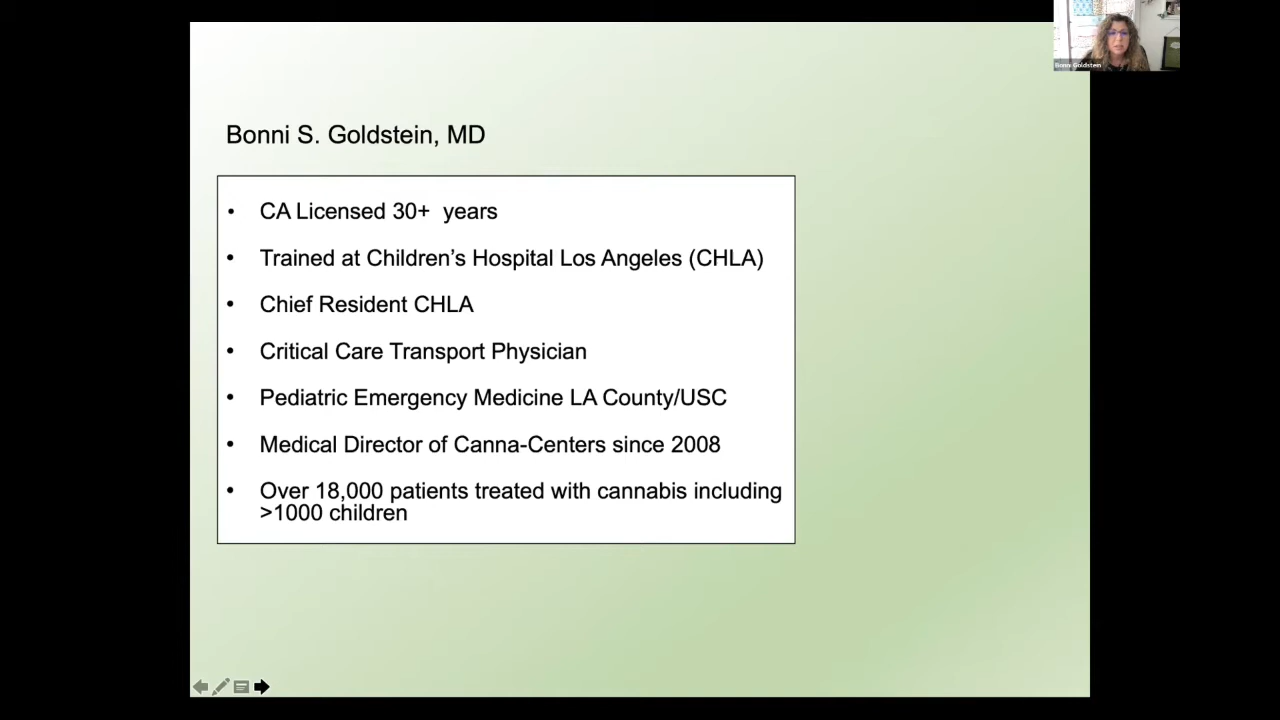 Bonni Goldstein
Bonni S. Goldstein, MD
• CA Licensed 30+  years
• Trained at Children’s Hospital Los Angeles (CHLA)
• Chief Resident CHLA
• Critical Care Transport Physician
• Pediatric Emergency Medicine LA County/USC
• Medical Director of Canna-Centers since 2008
• Over 18,000 patients treated with cannabis including
>1000 children